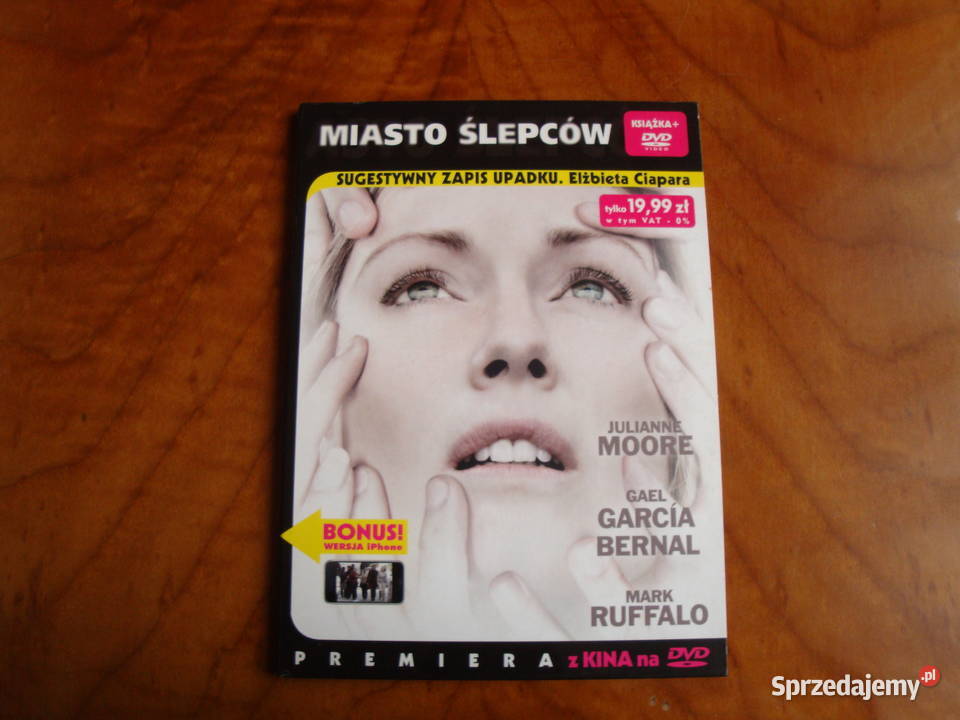 MIASTO ŚLEPCÓW
KSIĄŻKA+
DVD
VIDEO
SUGESTYWNY ZAPIS UPADKU. Elżbieta Ciapara
tylko 19,99 zł
w tym VAT - 0%
JULIANNE
MOORE
GAEL
GARCÍA
BERNAL
MARK
RUFFALO
BONUS!
WERSJA iPhone
PREMIERA z KINA na DVD
Sprzedajemy.pl